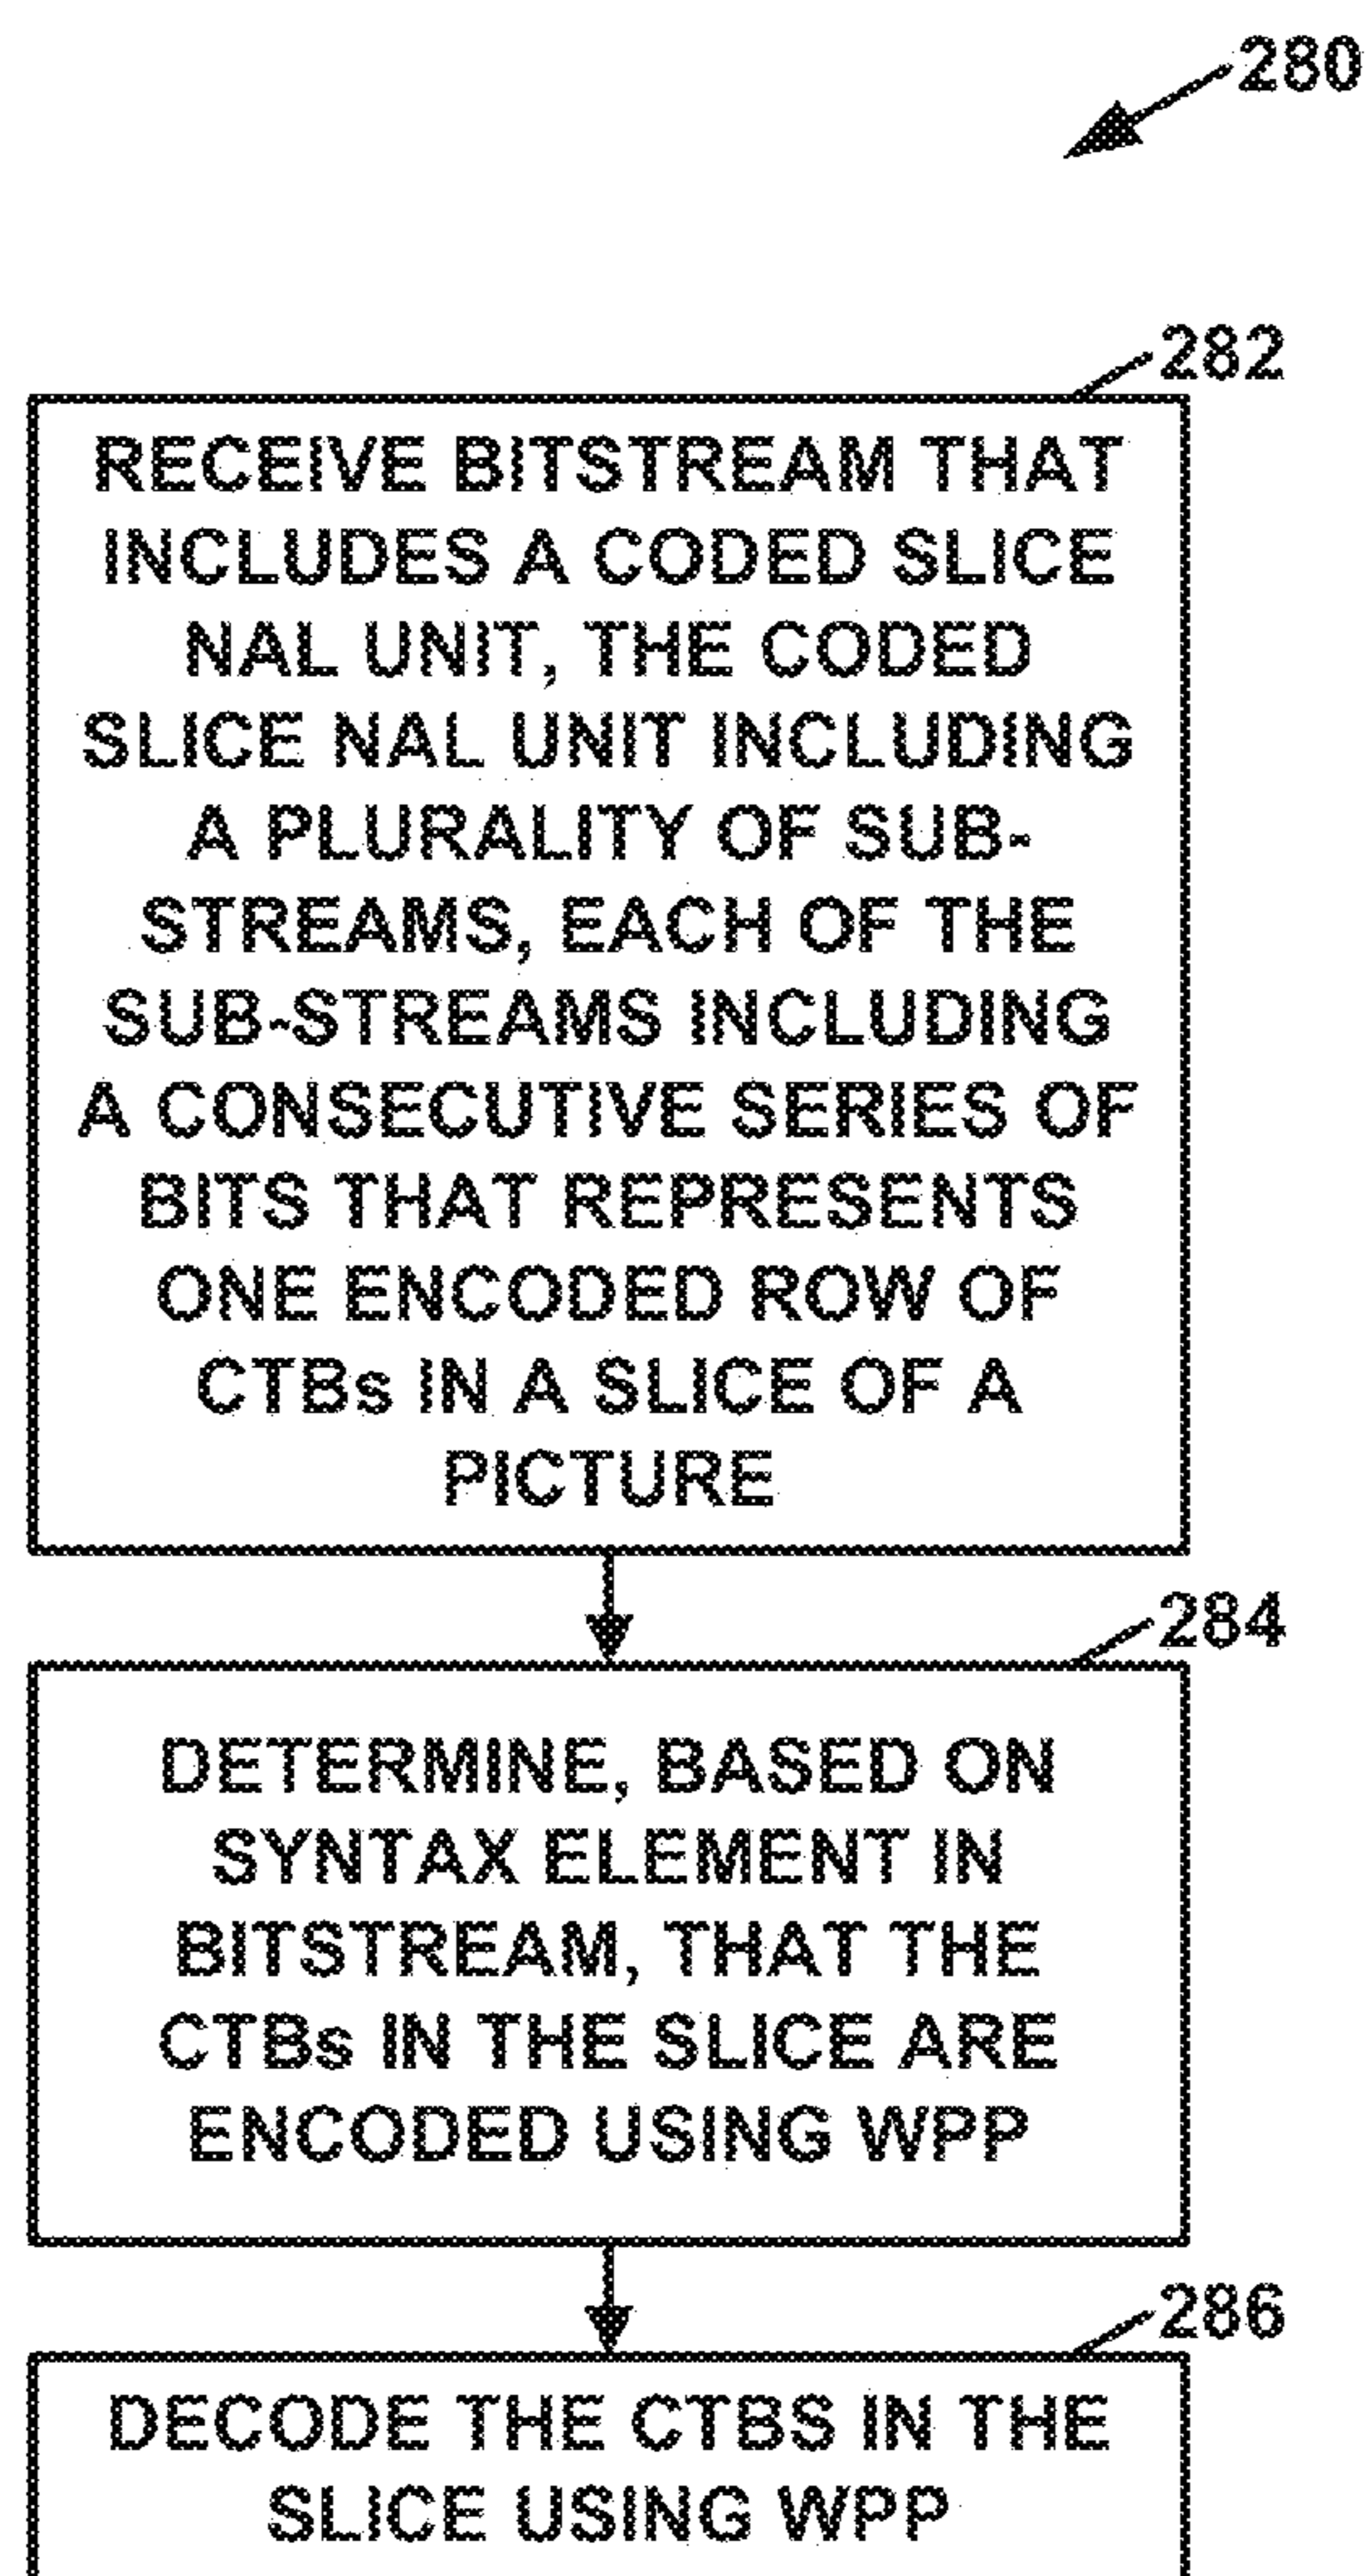 280
282
RECEIVE BITSTREAM THAT
INCLUDES A CODED SLICE
NAL UNIT, THE CODED
SLICE NAL UNIT INCLUDING
A PLURALITY OF SUB-
STREAMS, EACH OF THE
SUB-STREAMS INCLUDING
A CONSECUTIVE SERIES OF
BITS THAT REPRESENTS
ONE ENCODED ROW OF
CTBs IN A SLICE OF A
PICTURE
284
DETERMINE, BASED ON
SYNTAX ELEMENT IN
BITSTREAM, THAT THE
CTBs IN THE SLICE ARE
ENCODED USING WPP
286
DECODE THE CTBS IN THE
SLICE USING WPP